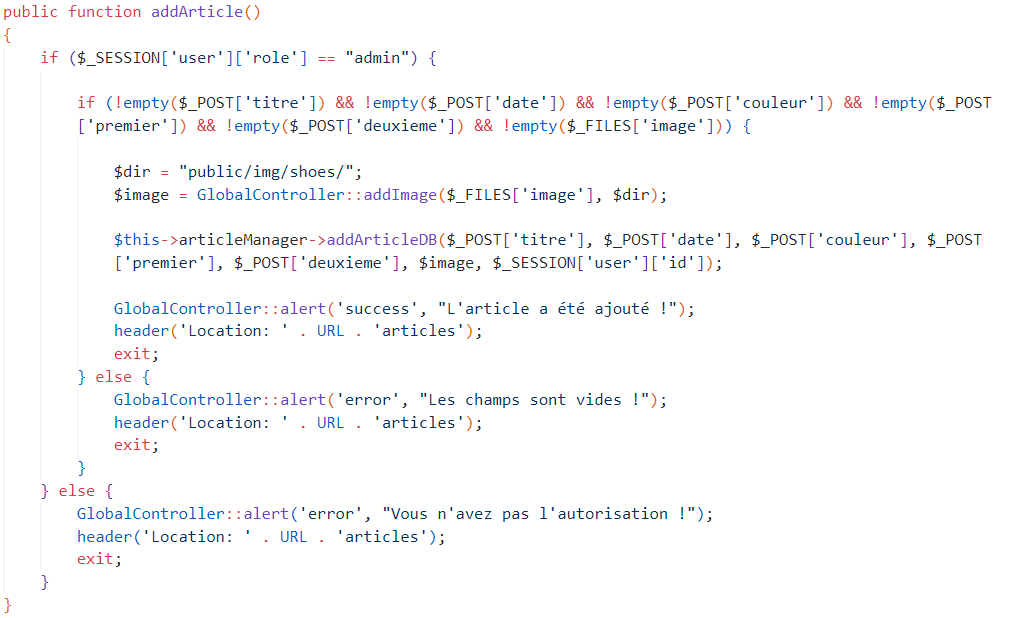 public function addArticle()
{
    if ($_SESSION['user']['role'] == "admin") {
        if (!empty($_POST['titre']) && !empty($_POST['date']) && !empty($_POST['couleur']) && !empty($_POST
        ['premier']) && !empty($_POST['deuxieme']) && !empty($_FILES['image'])) {
            $dir = "public/img/shoes/";
            $image = GlobalController::addImage($_FILES['image'], $dir);
            $this->articleManager->addArticleDB($_POST['titre'], $_POST['date'], $_POST['couleur'], $_POST
            ['premier'], $_POST['deuxieme'], $image, $_SESSION['user']['id']);
            GlobalController::alert('success', "L'article a été ajouté !");
            header('Location: ' . URL . 'articles');
            exit;
        } else {
            GlobalController::alert('error', "Les champs sont vides !");
            header('Location: ' . URL . 'articles');
            exit;
        }
    } else {
        GlobalController::alert('error', "Vous n'avez pas l'autorisation !");
        header('Location: ' . URL . 'articles');
        exit;
    }
}